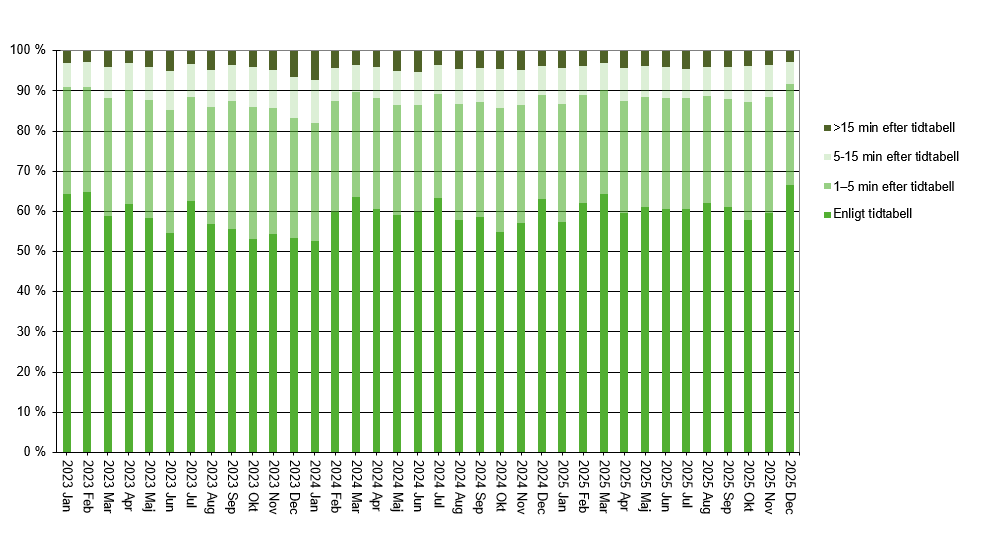 100 %
90 %
80 %
70 %
60 %
50 %
40 %
30 %
20 %
10 %
0 %
>15 min efter tidtabell
5-15 min efter tidtabell
1–5 min efter tidtabell
Enligt tidtabell
2023 Jan
2023 Feb
2023 Mar
2023 Apr
2023 Maj
2023 Jun
2023 Jul
2023 Aug
2023 Sep
2023 Okt
2023 Nov
2023 Dec
2024 Jan
2024 Feb
2024 Mar
2024 Apr
2024 Maj
2024 Jun
2024 Jul
2024 Aug
2024 Sep
2024 Okt
2024 Nov
2024 Dec
2025 Jan
2025 Feb
2025 Mar
2025 Apr
2025 Maj
2025 Jun
2025 Jul
2025 Aug
2025 Sep
2025 Okt
2025 Nov
2025 Dec